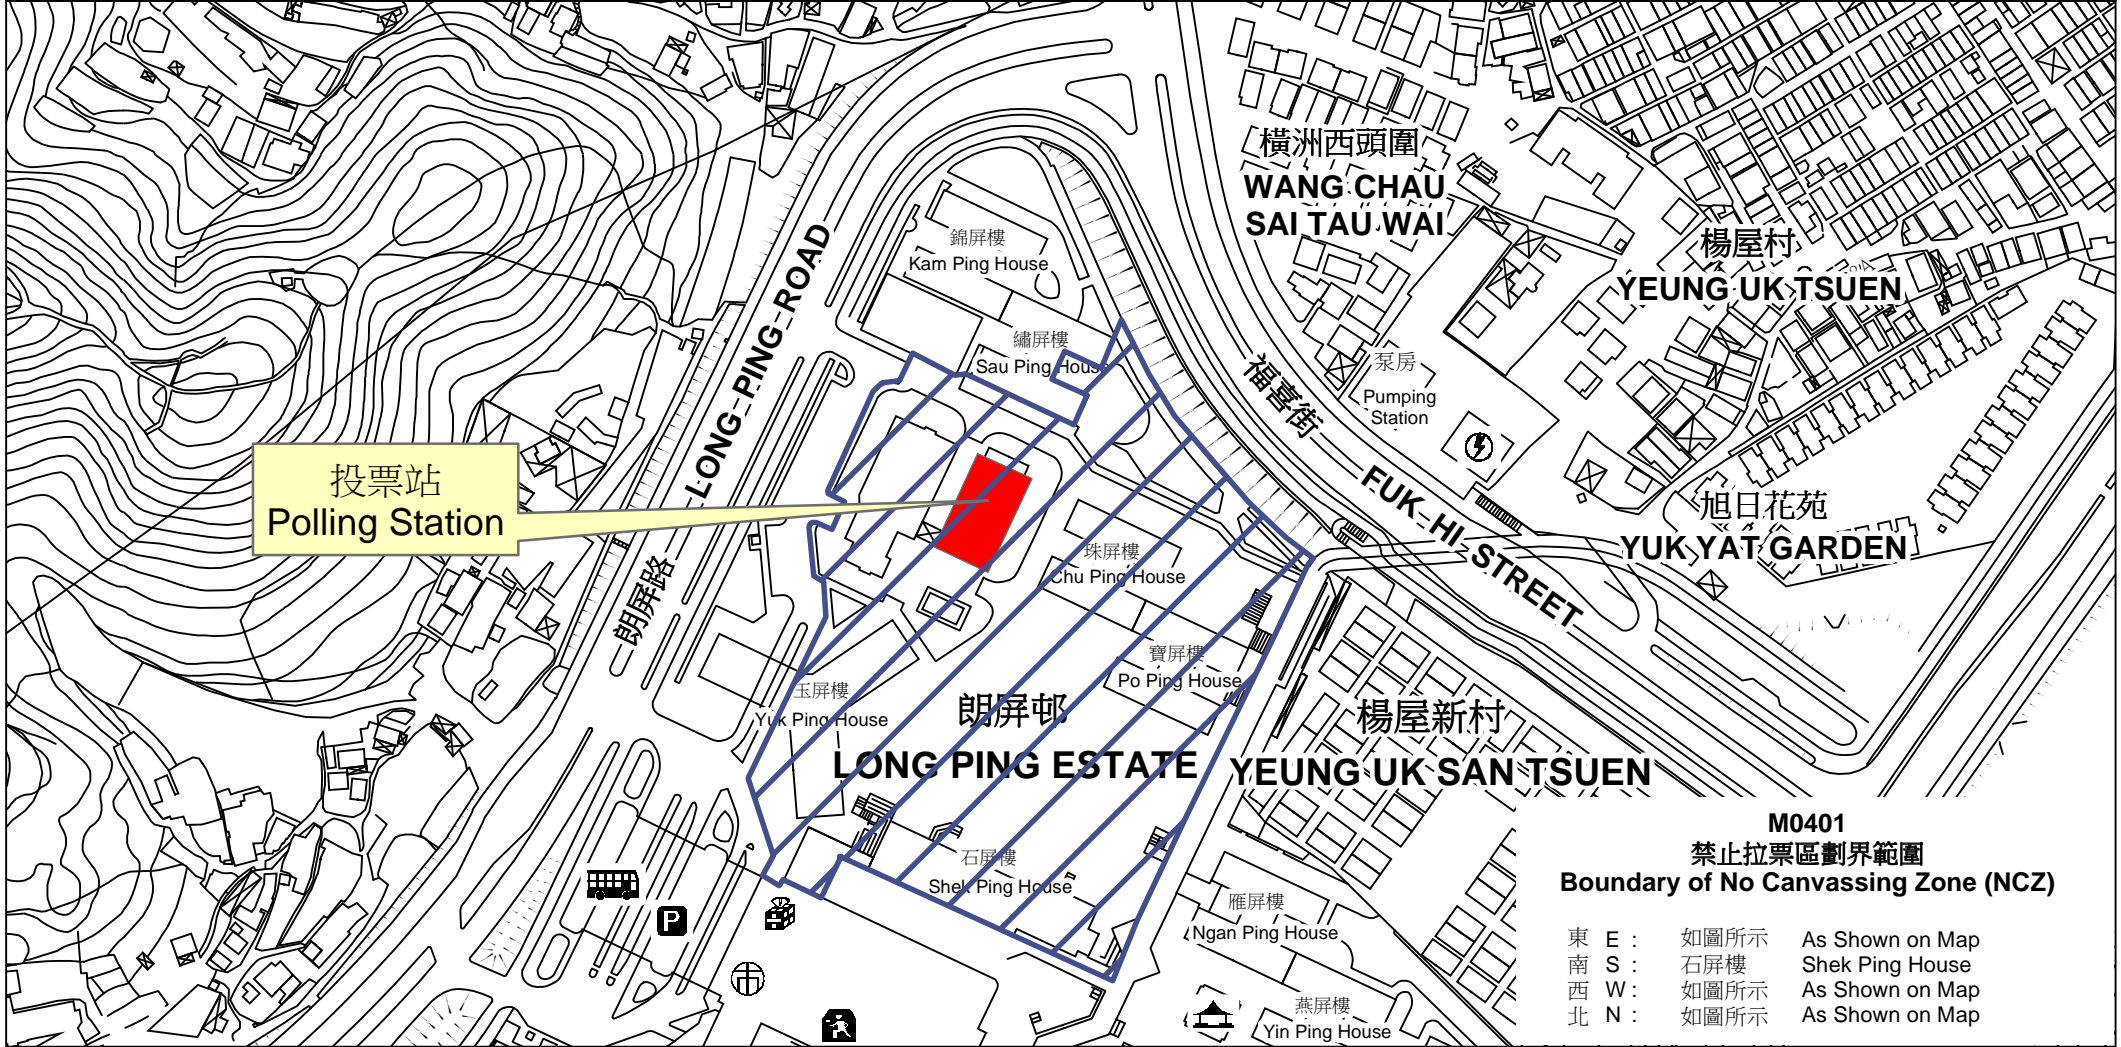 橫洲西頭圍
WANG CHAU
SAI TAU WAI
楊屋村
YEUNG UK TSUEN
錦屏樓
Kam Ping House
LONG PING ROAD
繡屏樓
Sau Ping House
泵房
Pumping
Station
福喜街
FUK HI STREET
投票站
Polling Station
旭日花苑
YUK YAT GARDEN
珠屏樓
Chu Ping House
朗屏路
寶屏樓
Po Ping House
玉屏樓
Yuk Ping House
朗屏邨
LONG PING ESTATE
楊屋新村
YEUNG UK SAN TSUEN
石屏樓
Shek Ping House
P
雁屏樓
Ngan Ping House
燕屏樓
Yin Ping House
M0401
禁止拉票區劃界範圍
Boundary of No Canvassing Zone (NCZ)
東 E : 如圖所示 As Shown on Map
南 S : 石屏樓 Shek Ping House
西 W : 如圖所示 As Shown on Map
北 N : 如圖所示 As Shown on Map